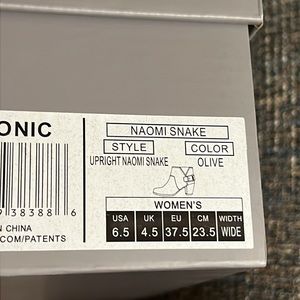 ONIC
NAOMI SNAKE
STYLE COLOR
UPRIGHT NAOMI SNAKE OLIVE
9 38388 6
N CHINA
COM/PATENTS
WOMEN'S
USA UK EU CM WIDTH
6.5 4.5 37.5 23.5 WIDE